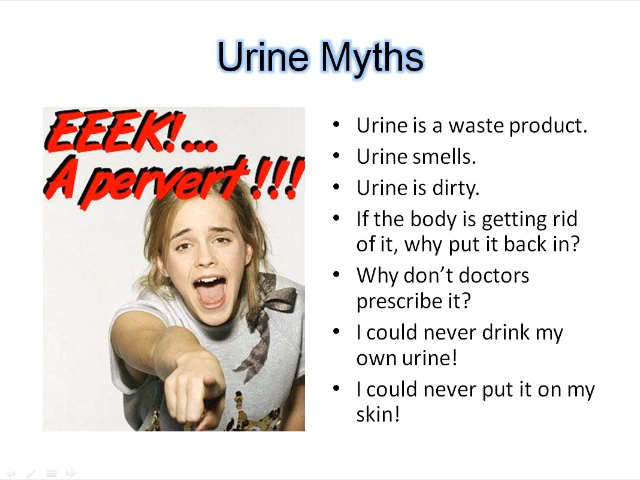 Urine Myths
EEEK!...
A pervert!!!
• Urine is a waste product.
• Urine smells.
• Urine is dirty.
• If the body is getting rid
of it, why put it back in?
• Why don’t doctors
prescribe it?
• I could never drink my
own urine!
• I could never put it on my
skin!